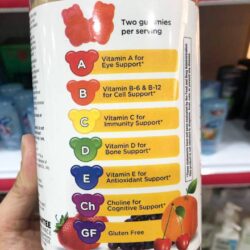 Two gummies
per serving
A
Vitamin A for
Eye Support*
B
Vitamin B-6 & B-12
for Cell Support*
C
Vitamin C for
Immunity Support*
D
Vitamin D for
Bone Support*
E
Vitamin E for
Antioxidant Support*
Ch
Choline for
Cognitive Support*
GF
Gluten Free